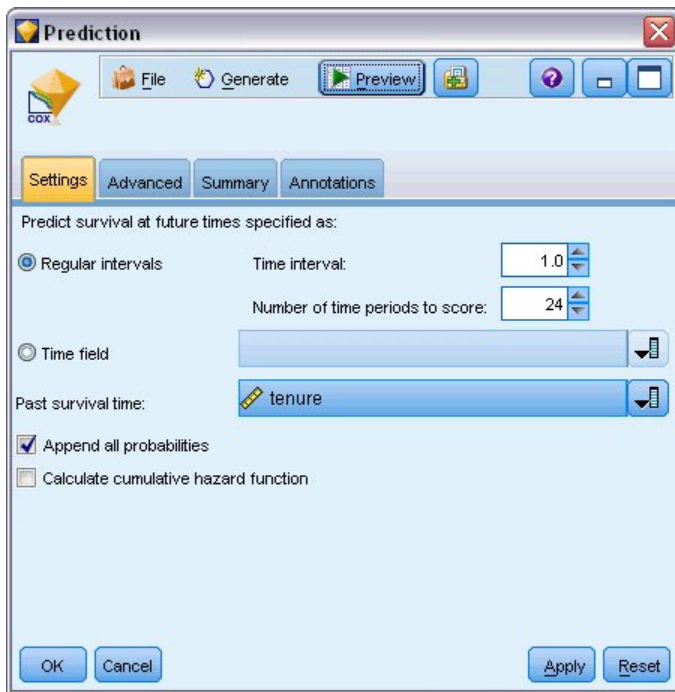 Prediction
File Generate Preview
COX
Settings Advanced Summary Annotations
Predict survival at future times specified as:
Regular intervals Time interval: 1.0
Number of time periods to score: 24
Time field
Past survival time: tenure
Append all probabilities
Calculate cumulative hazard function
OK Cancel Apply Reset